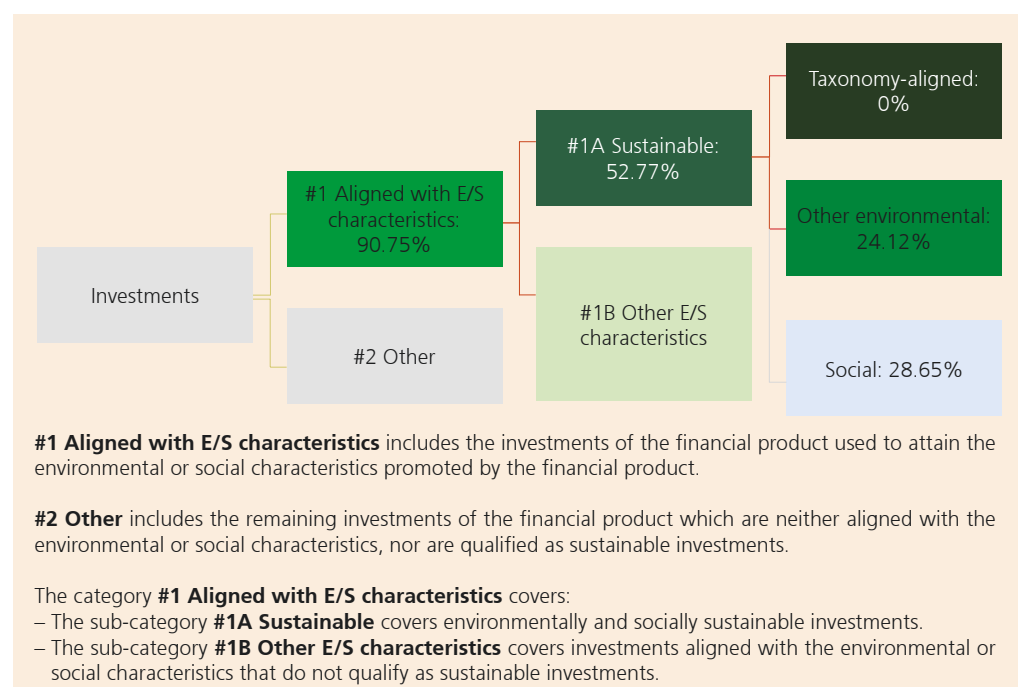 Taxonomy-aligned:
0%
#1A Sustainable:
52.77%
#1 Aligned with E/S
characteristics:
90.75%
Other environmental:
24.12%
Investments
#1B Other E/S
characteristics
#2 Other
Social: 28.65%
#1 Aligned with E/S characteristics includes the investments of the financial product used to attain the
environmental or social characteristics promoted by the financial product.
#2 Other includes the remaining investments of the financial product which are neither aligned with the
environmental or social characteristics, nor are qualified as sustainable investments.
The category #1 Aligned with E/S characteristics covers:
– The sub-category #1A Sustainable covers environmentally and socially sustainable investments.
– The sub-category #1B Other E/S characteristics covers investments aligned with the environmental or
social characteristics that do not qualify as sustainable investments.